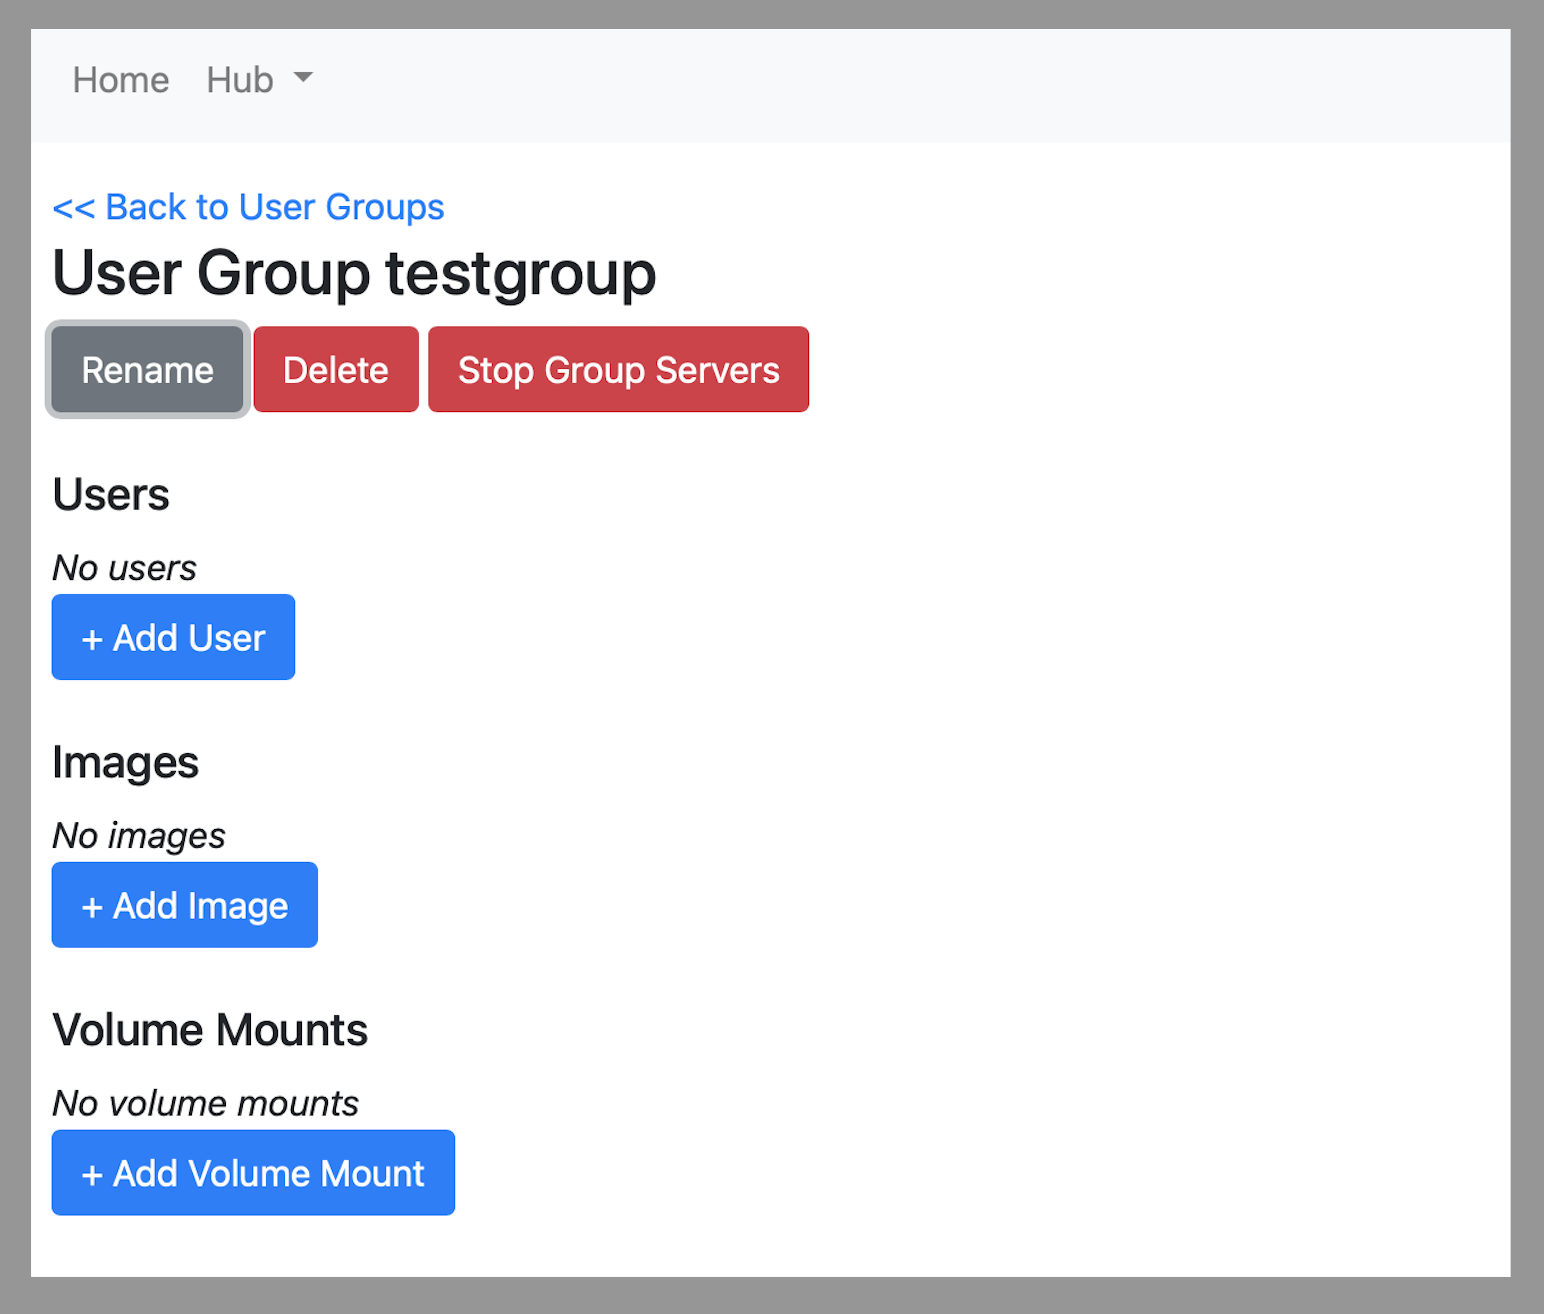 Home Hub
<< Back to User Groups
User Group testgroup
Rename Delete Stop Group Servers
Users
No users
+ Add User
Images
No images
+ Add Image
Volume Mounts
No volume mounts
+ Add Volume Mount